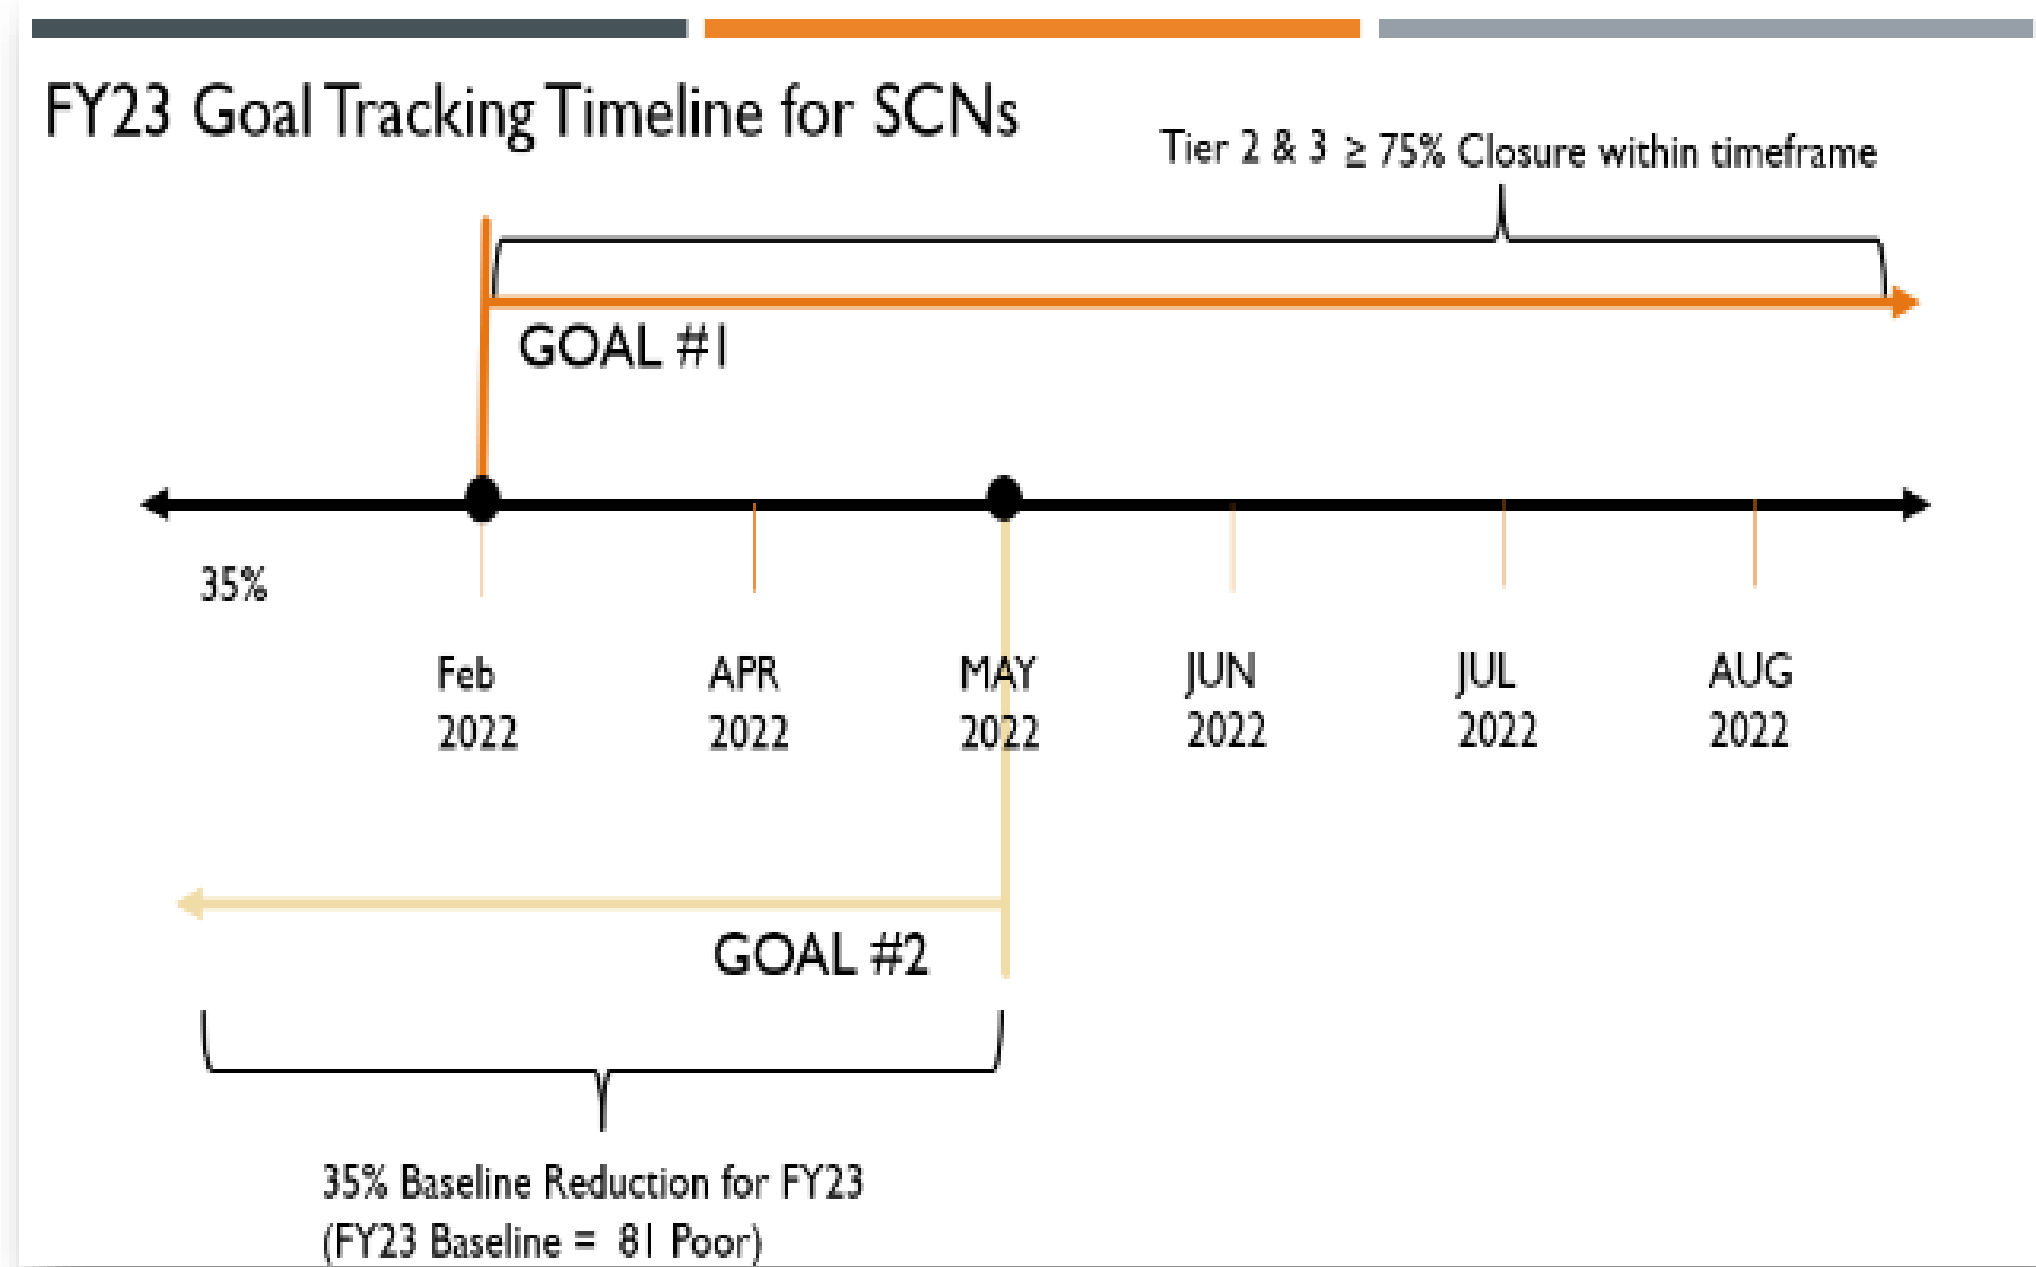 FY23 Goal Tracking Timeline for SCNs
Tier 2 & 3 ≥ 75% Closure within timeframe
GOAL #1
35%
Feb
2022
APR
2022
MAY
2022
JUN
2022
JUL
2022
AUG
2022
GOAL #2
35% Baseline Reduction for FY23
(FY23 Baseline = 81 Poor)